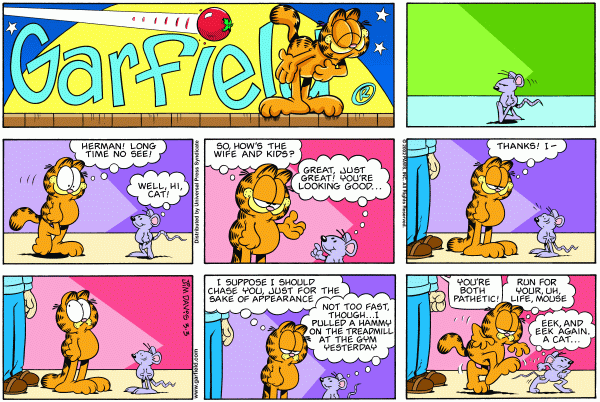 Garfield
HERMAN! LONG
TIME NO SEE!
WELL, HI,
CAT!
Distributed by Universal Press Syndicate
SO, HOW'S THE
WIFE AND KIDS?
GREAT, JUST
GREAT! YOU'RE
LOOKING GOOD...
THANKS! I-
JIM DAVIS 3-3
I SUPPOSE I SHOULD
CHASE YOU, JUST FOR THE
SAKE OF APPEARANCE
NOT TOO FAST,
THOUGH...I
PULLED A HAMMY
ON THE TREADMILL
AT THE GYM
YESTERDAY
www.garfield.com
YOU'RE
BOTH
PATHETIC!
RUN FOR
YOUR, UH,
LIFE, MOUSE
EEK, AND
EEK AGAIN.
A CAT...